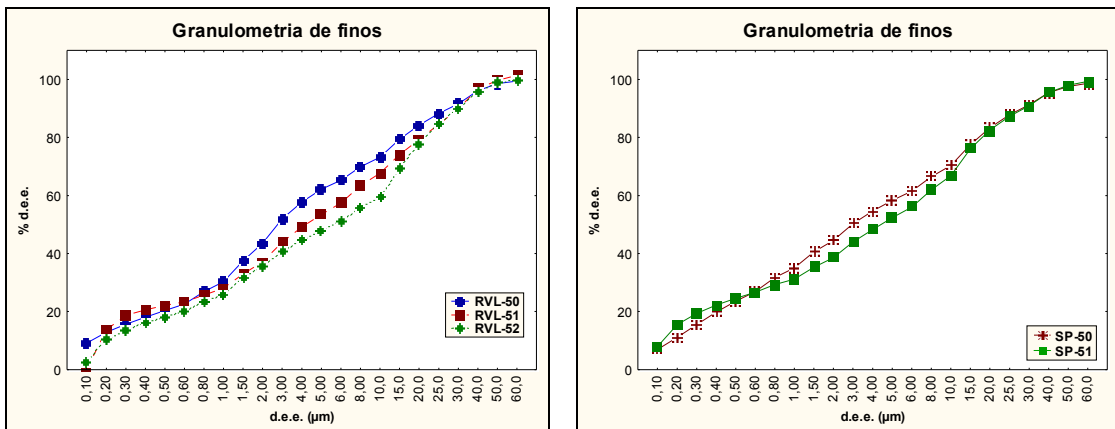 Granulometria de finos
100
80
60
40
20
0
% d.e.e.
RVL-50
RVL-51
RVL-52
0,10 0,20 0,30 0,40 0,50 0,60 0,80 1,00 1,50 2,00 3,00 4,00 5,00 6,00 8,00 10,0 15,0 20,0 25,0 30,0 40,0 50,0 60,0
d.e.e. (µm)
Granulometria de finos
100
80
60
40
20
0
% d.e.e.
SP-50
SP-51
0,10 0,20 0,30 0,40 0,50 0,60 0,80 1,00 1,50 2,00 3,00 4,00 5,00 6,00 8,00 10,0 15,0 20,0 25,0 30,0 40,0 50,0 60,0
d.e.e. (µm)